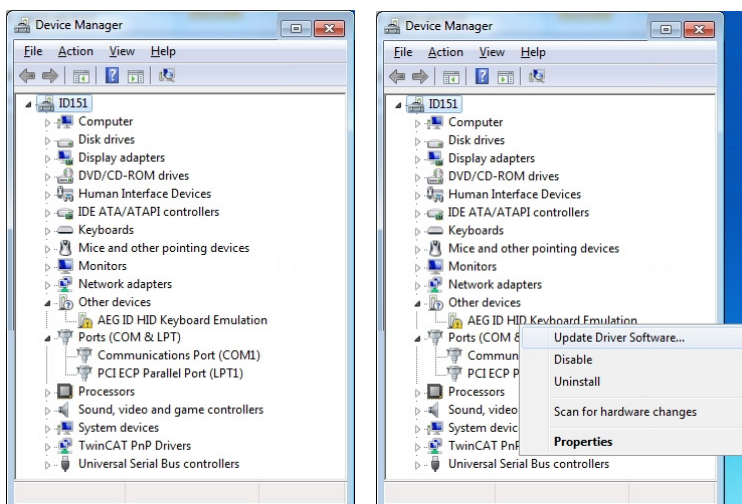 Device Manager
File Action View Help
ID151
Computer
Disk drives
Display adapters
DVD/CD-ROM drives
Human Interface Devices
IDE ATA/ATAPI controllers
Keyboards
Mice and other pointing devices
Monitors
Network adapters
Other devices
AEG ID HID Keyboard Emulation
Ports (COM & LPT)
Communications Port (COM1)
PCI ECP Parallel Port (LPT1)
Processors
Sound, video and game controllers
System devices
TwinCAT PnP Drivers
Universal Serial Bus controllers
Device Manager
File Action View Help
ID151
Computer
Disk drives
Display adapters
DVD/CD-ROM drives
Human Interface Devices
IDE ATA/ATAPI controllers
Keyboards
Mice and other pointing devices
Monitors
Network adapters
Other devices
AEG ID HID Keyboard Emulation
Ports (COM &
Commun
PCI ECP P
Processors
Sound, video
System devic
TwinCAT PnP
Universal Serial Bus controllers
Update Driver Software...
Disable
Uninstall
Scan for hardware changes
Properties